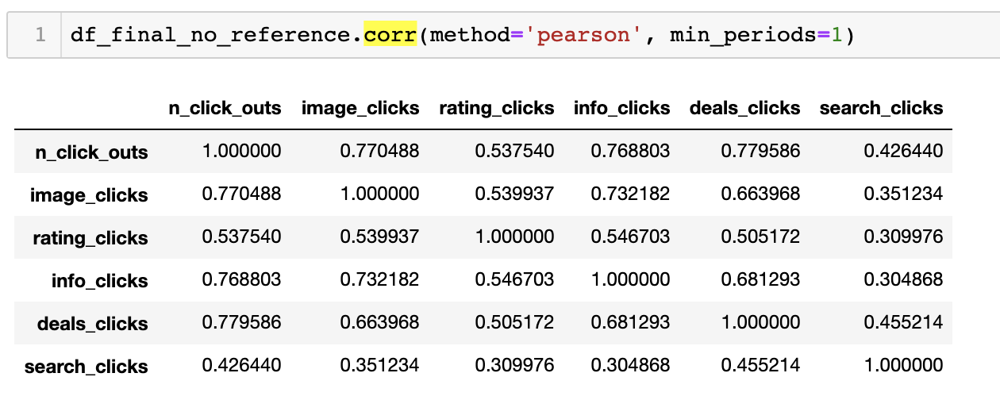 1 df_final_no_reference.corr(method='pearson', min_periods=1)
n_click_outs image_clicks rating_clicks info_clicks deals_clicks search_clicks
n_click_outs 1.000000 0.770488 0.537540 0.768803 0.779586 0.426440
image_clicks 0.770488 1.000000 0.539937 0.732182 0.663968 0.351234
rating_clicks 0.537540 0.539937 1.000000 0.546703 0.505172 0.309976
info_clicks 0.768803 0.732182 0.546703 1.000000 0.681293 0.304868
deals_clicks 0.779586 0.663968 0.505172 0.681293 1.000000 0.455214
search_clicks 0.426440 0.351234 0.309976 0.304868 0.455214 1.000000